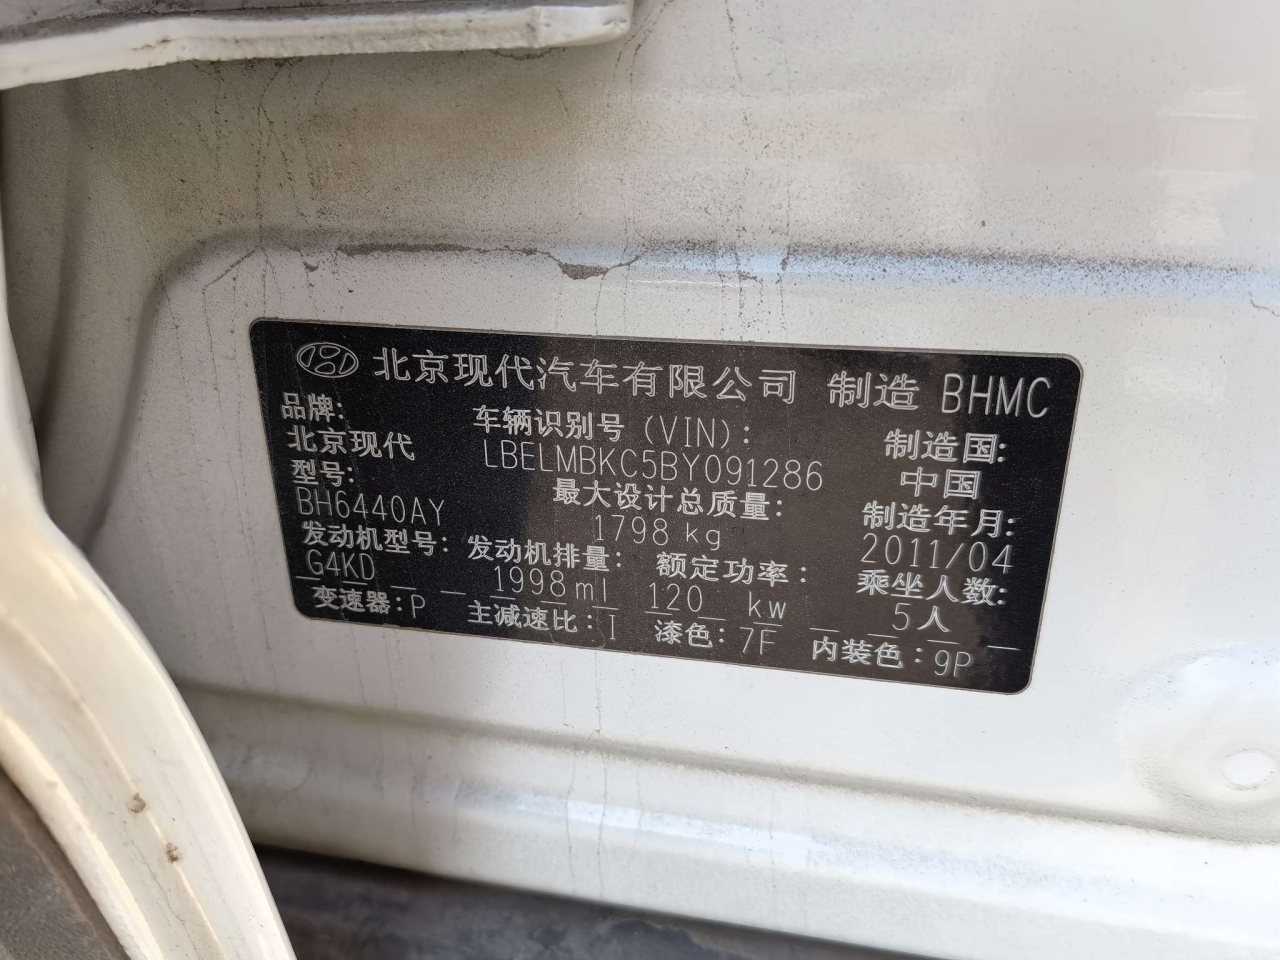 北京现代汽车有限公司 制造 BHMC
品牌: 车辆识别号 (VIN): 制造国:
北京现代 LBELMBKC5BY091286 中国
型号: 最大设计总质量: 制造年月:
BH6440AY 1798 kg 2011/04
发动机型号: 发动机排量: 额定功率: 乘坐人数:
G4KD 1998 ml 120 kw 5人
变速器: P 主减速比: I 漆色: 7F 内装色: 9P